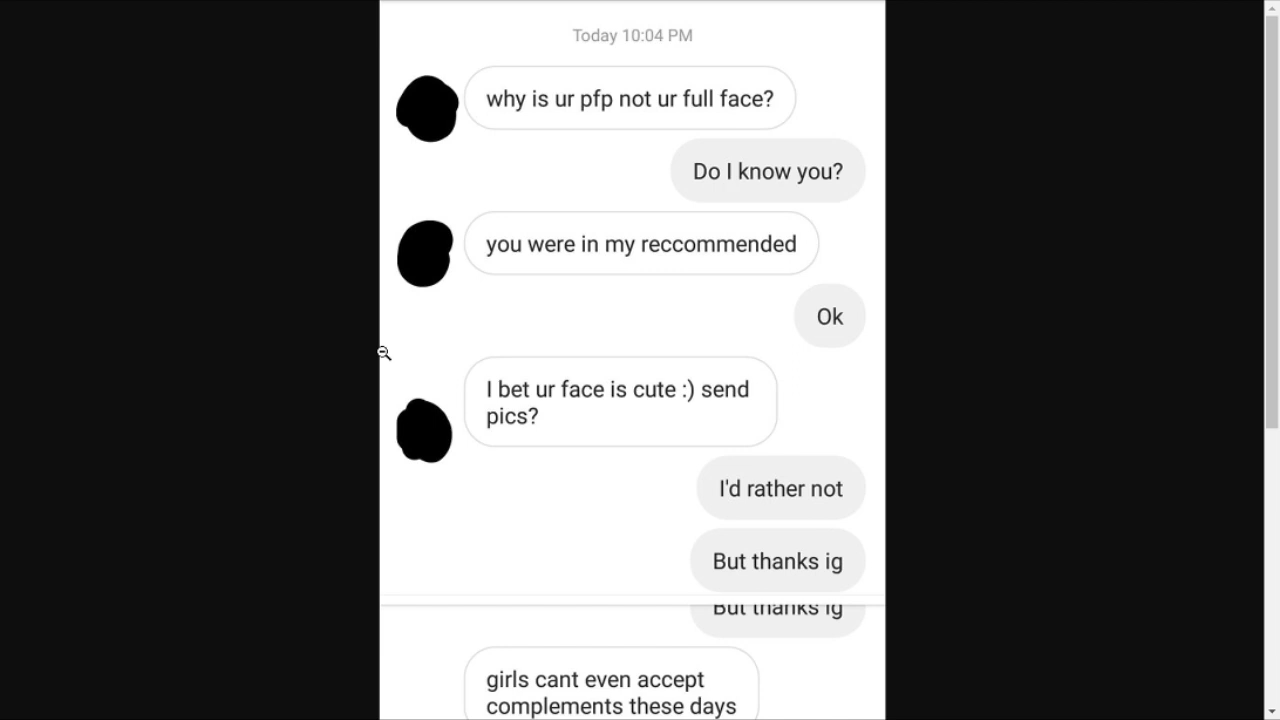 Today 10:04 PM
why is ur pfp not ur full face?
Do I know you?
you were in my reccommended
Ok
I bet ur face is cute :) send
pics?
I'd rather not
But thanks ig
But thanks ig
girls cant even accept
complements these days